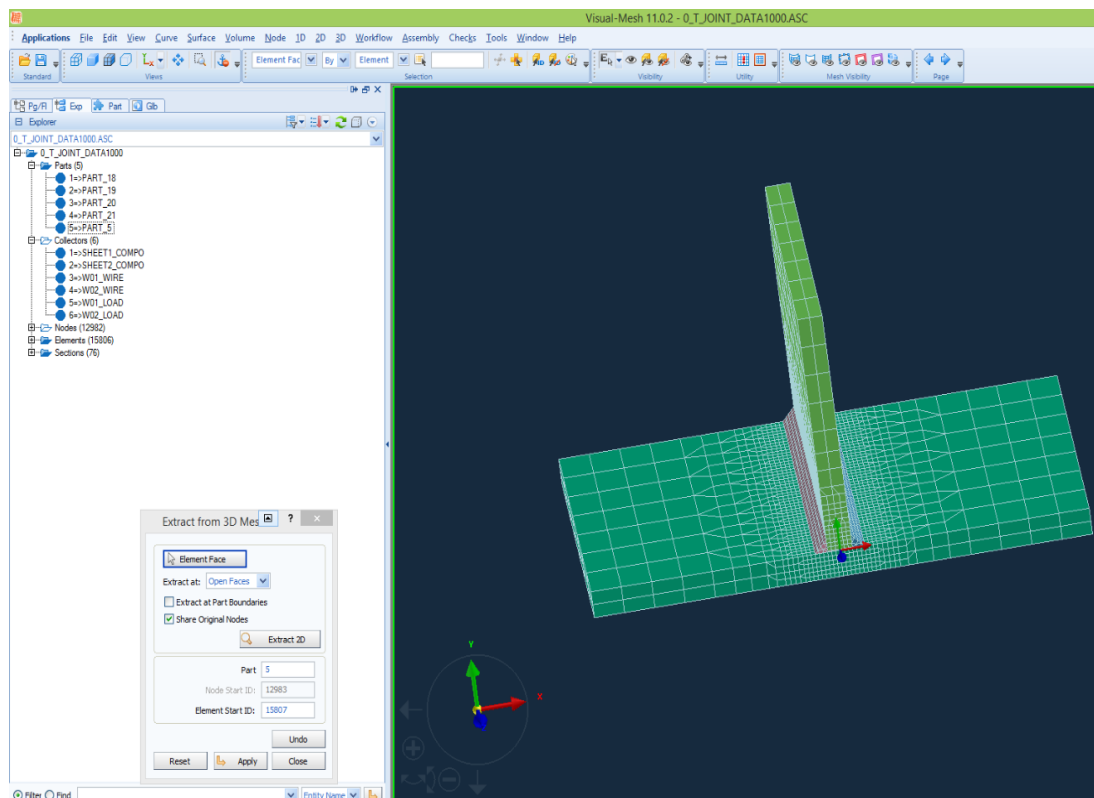 Visual-Mesh 11.0.2 - 0_T_JOINT_DATA1000.ASC
Applications File Edit View Curve Surface Volume Node 1D 2D 3D Workflow Assembly Checks Tools Window Help
Element Fac By Element
Standard Views Selection Visibility Utility Mesh Visibility Page
Pg/Fl Exp Part Glb
Explorer
0_T_JOINT_DATA1000.ASC
0_T_JOINT_DATA1000
Parts (5)
1=>PART_18
2=>PART_19
3=>PART_20
4=>PART_21
5=>PART_5
Collectors (6)
1=>SHEET1_COMPO
2=>SHEET2_COMPO
3=>W01_WIRE
4=>W02_WIRE
5=>W01_LOAD
6=>W02_LOAD
Nodes (12982)
Elements (15806)
Sections (76)
Extract from 3D Mes ? ×
Element Face
Extract at: Open Faces
Extract at Part Boundaries
Share Original Nodes
Extract 2D
Part 5
Node Start ID: 12983
Element Start ID: 15807
Undo
Reset Apply Close
Y
X
Filter Find Entity Name